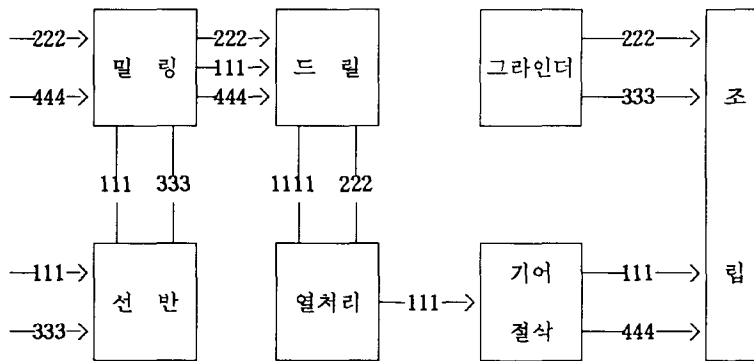 222 222 222
밀 링 111 드 릴 그라인더
444 444 333 조
111 333 1111 222
111 기어 111 립
선 반 열처리 111
333 절삭 444